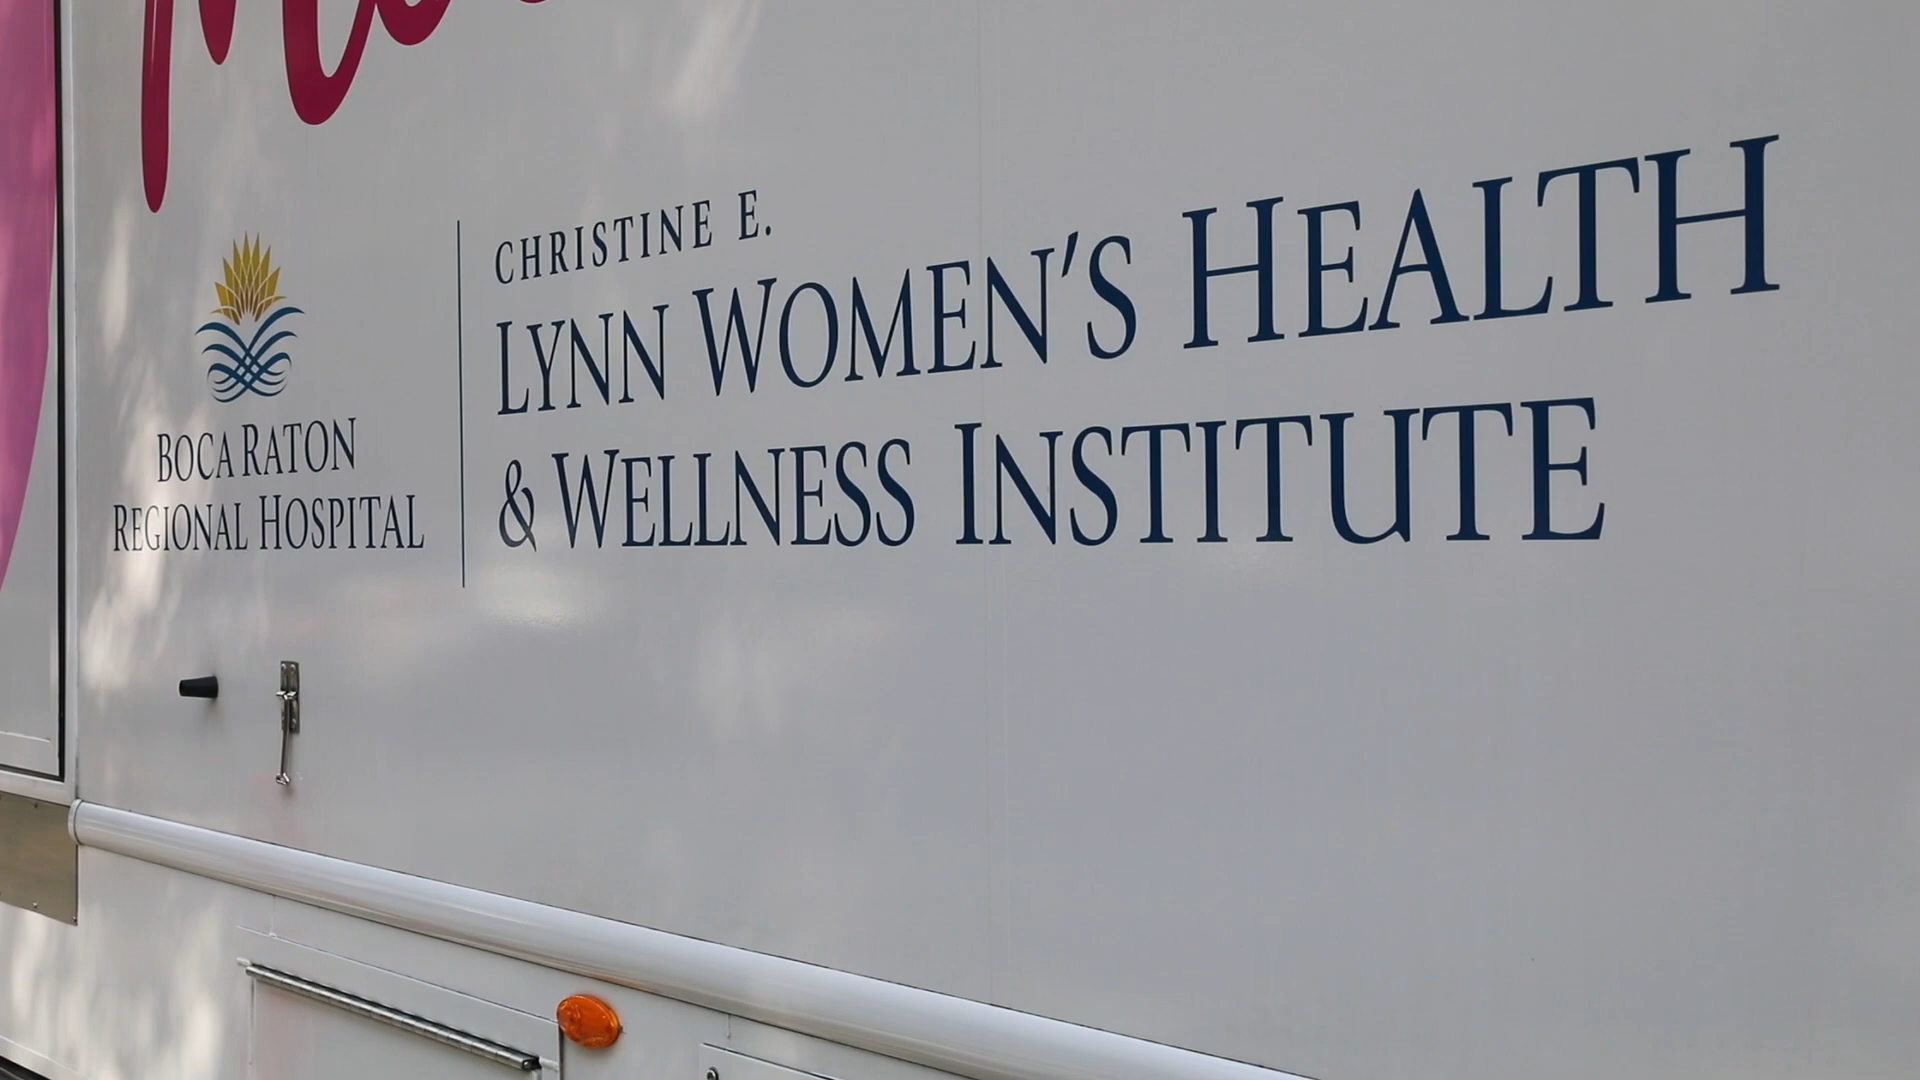 BOCA RATON
REGIONAL HOSPITAL
CHRISTINE E.
LYNN WOMEN'S HEALTH
& WELLNESS INSTITUTE